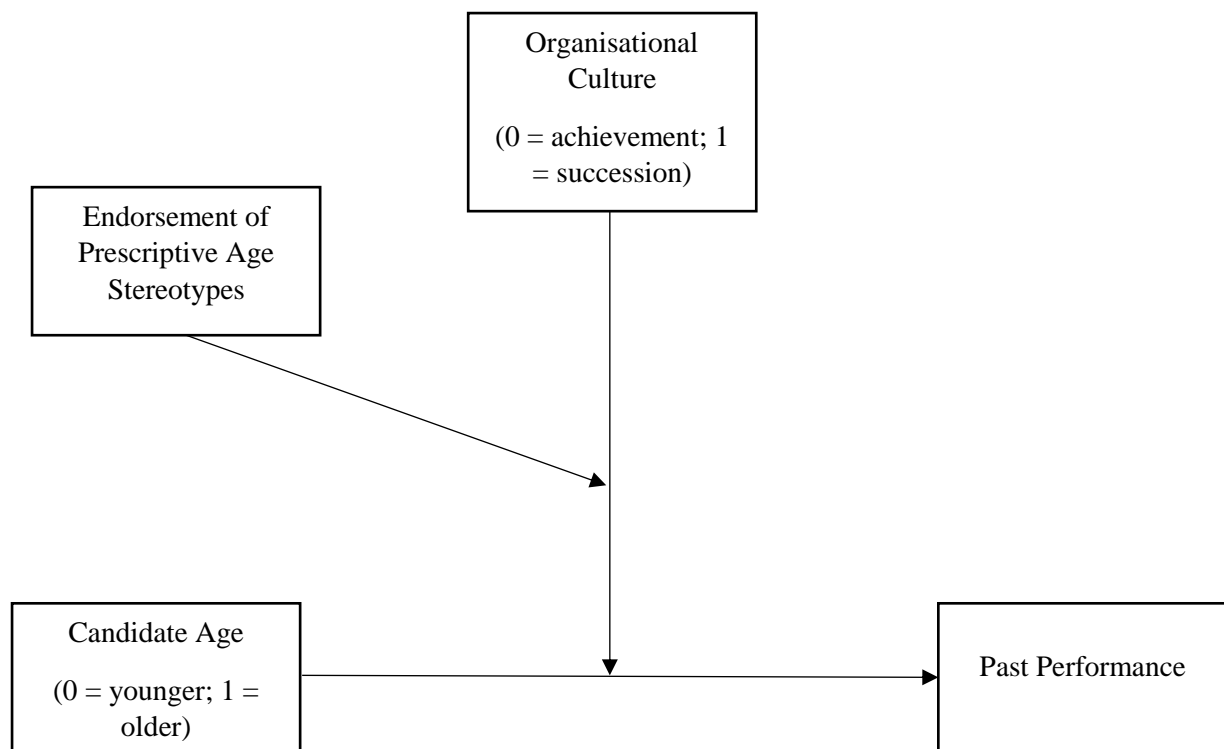 Organisational
Culture
(0 = achievement; 1
= succession)
Endorsement of
Prescriptive Age
Stereotypes
Candidate Age
(0 = younger; 1 =
older)
Past Performance